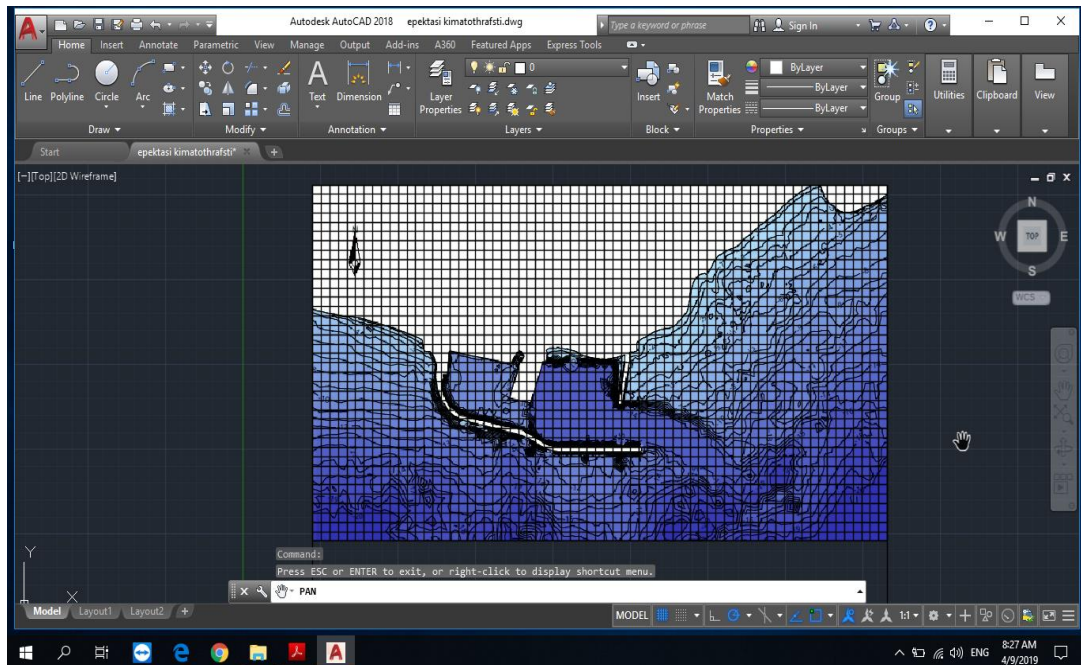 Autodesk AutoCAD 2018 epektasi kimatothrafsti.dwg Type a keyword or phrase Sign In
Home Insert Annotate Parametric View Manage Output Add-ins A360 Featured Apps Express Tools
0 ByLayer
Line Polyline Circle Arc Text Dimension Layer Properties Insert Match Properties ByLayer Group Utilities Clipboard View
ByLayer
Draw Modify Annotation Layers Block Properties Groups
Start epektasi kimatothrafsti*
[−][Top][2D Wireframe]
N
W TOP E
S
WCS
Y
X
Command:
Press ESC or ENTER to exit, or right-click to display shortcut menu.
PAN
Model Layout1 Layout2 + MODEL 1:1
8:27 AM
ENG
4/9/2019